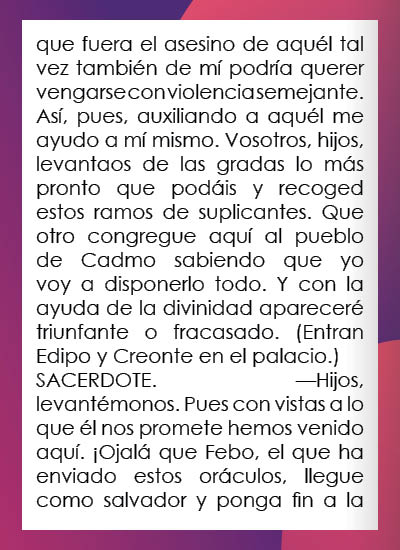 que fuera el asesino de aquél tal
vez también de mí podría querer
vengarse con violencia semejante.
Así, pues, auxiliando a aquél me
ayudo a mí mismo. Vosotros, hijos,
levantaos de las gradas lo más
pronto que podáis y recoged
estos ramos de suplicantes. Que
otro congregue aquí al pueblo
de Cadmo sabiendo que yo
voy a disponerlo todo. Y con la
ayuda de la divinidad apareceré
triunfante o fracasado. (Entran
Edipo y Creonte en el palacio.)
SACERDOTE. —Hijos,
levantémonos. Pues con vistas a lo
que él nos promete hemos venido
aquí. ¡Ojalá que Febo, el que ha
enviado estos oráculos, llegue
como salvador y ponga fin a la